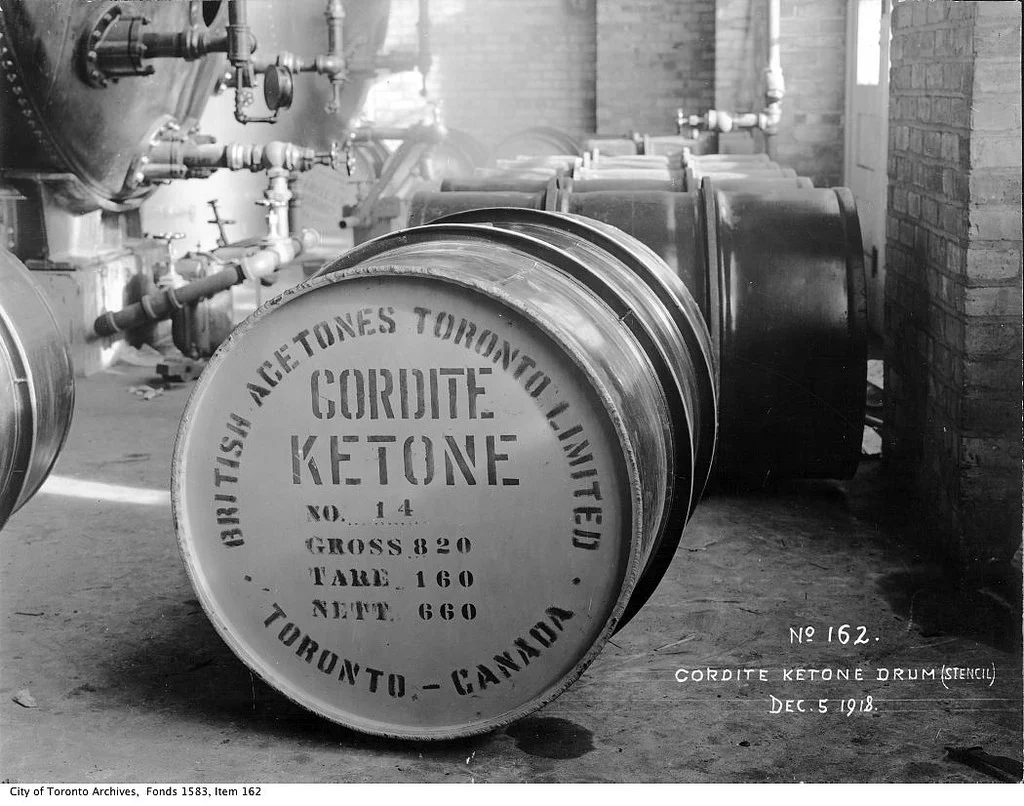 BRITISH ACETONES TORONTO LIMITED
CORDITE
KETONE
NO. 14
GROSS 820
TARE 160
NETT. 660
TORONTO. – CANADA
Nº 162.
CORDITE KETONE DRUM (STENCIL)
DEC. 5 1918.
City of Toronto Archives, Fonds 1583, Item 162